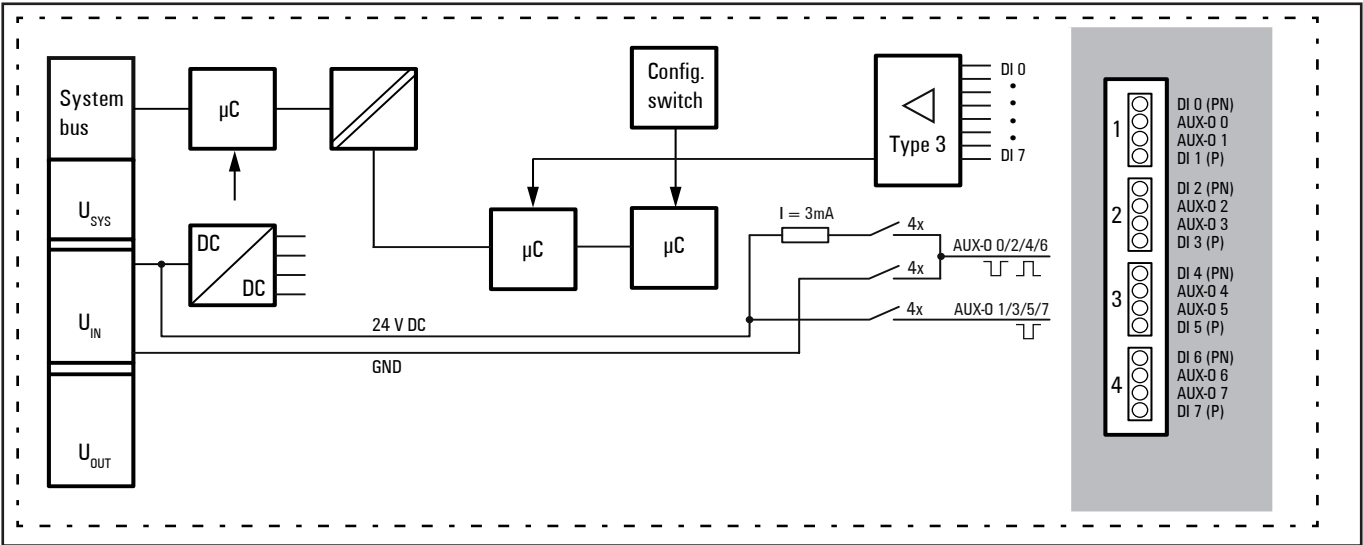 System
bus
U SYS
U IN
U OUT
µC
DC
DC
Config.
switch
µC
µC
Type 3
DI 0
DI 7
I = 3mA
4x
4x
4x
AUX-O 0/2/4/6
AUX-O 1/3/5/7
24 V DC
GND
1
DI 0 (PN)
AUX-O 0
AUX-O 1
DI 1 (P)
2
DI 2 (PN)
AUX-O 2
AUX-O 3
DI 3 (P)
3
DI 4 (PN)
AUX-O 4
AUX-O 5
DI 5 (P)
4
DI 6 (PN)
AUX-O 6
AUX-O 7
DI 7 (P)